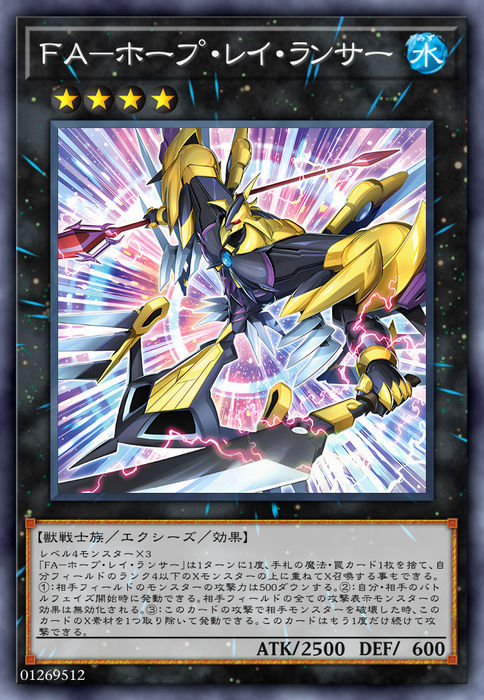 FA－ホープ・レイ・ランサー
みず
水
【獣戦士族／エクシーズ／効果】
レベル4モンスター×3
「FA－ホープ・レイ・ランサー」は1ターンに1度、手札の魔法・罠カード1枚を捨て、自
分フィールドのランク4以下のXモンスターの上に重ねてX召喚する事もできる。
①:相手フィールドのモンスターの攻撃力は500ダウンする。②:自分・相手のバト
ルフェイズ開始時に発動できる。相手フィールドの全ての攻撃表示モンスターの
効果は無効化される。③:このカードの攻撃で相手モンスターを破壊した時、こ
のカードのX素材を1つ取り除いて発動できる。このカードはもう1度だけ続けて攻
撃できる。
ATK/2500 DEF/ 600
01269512